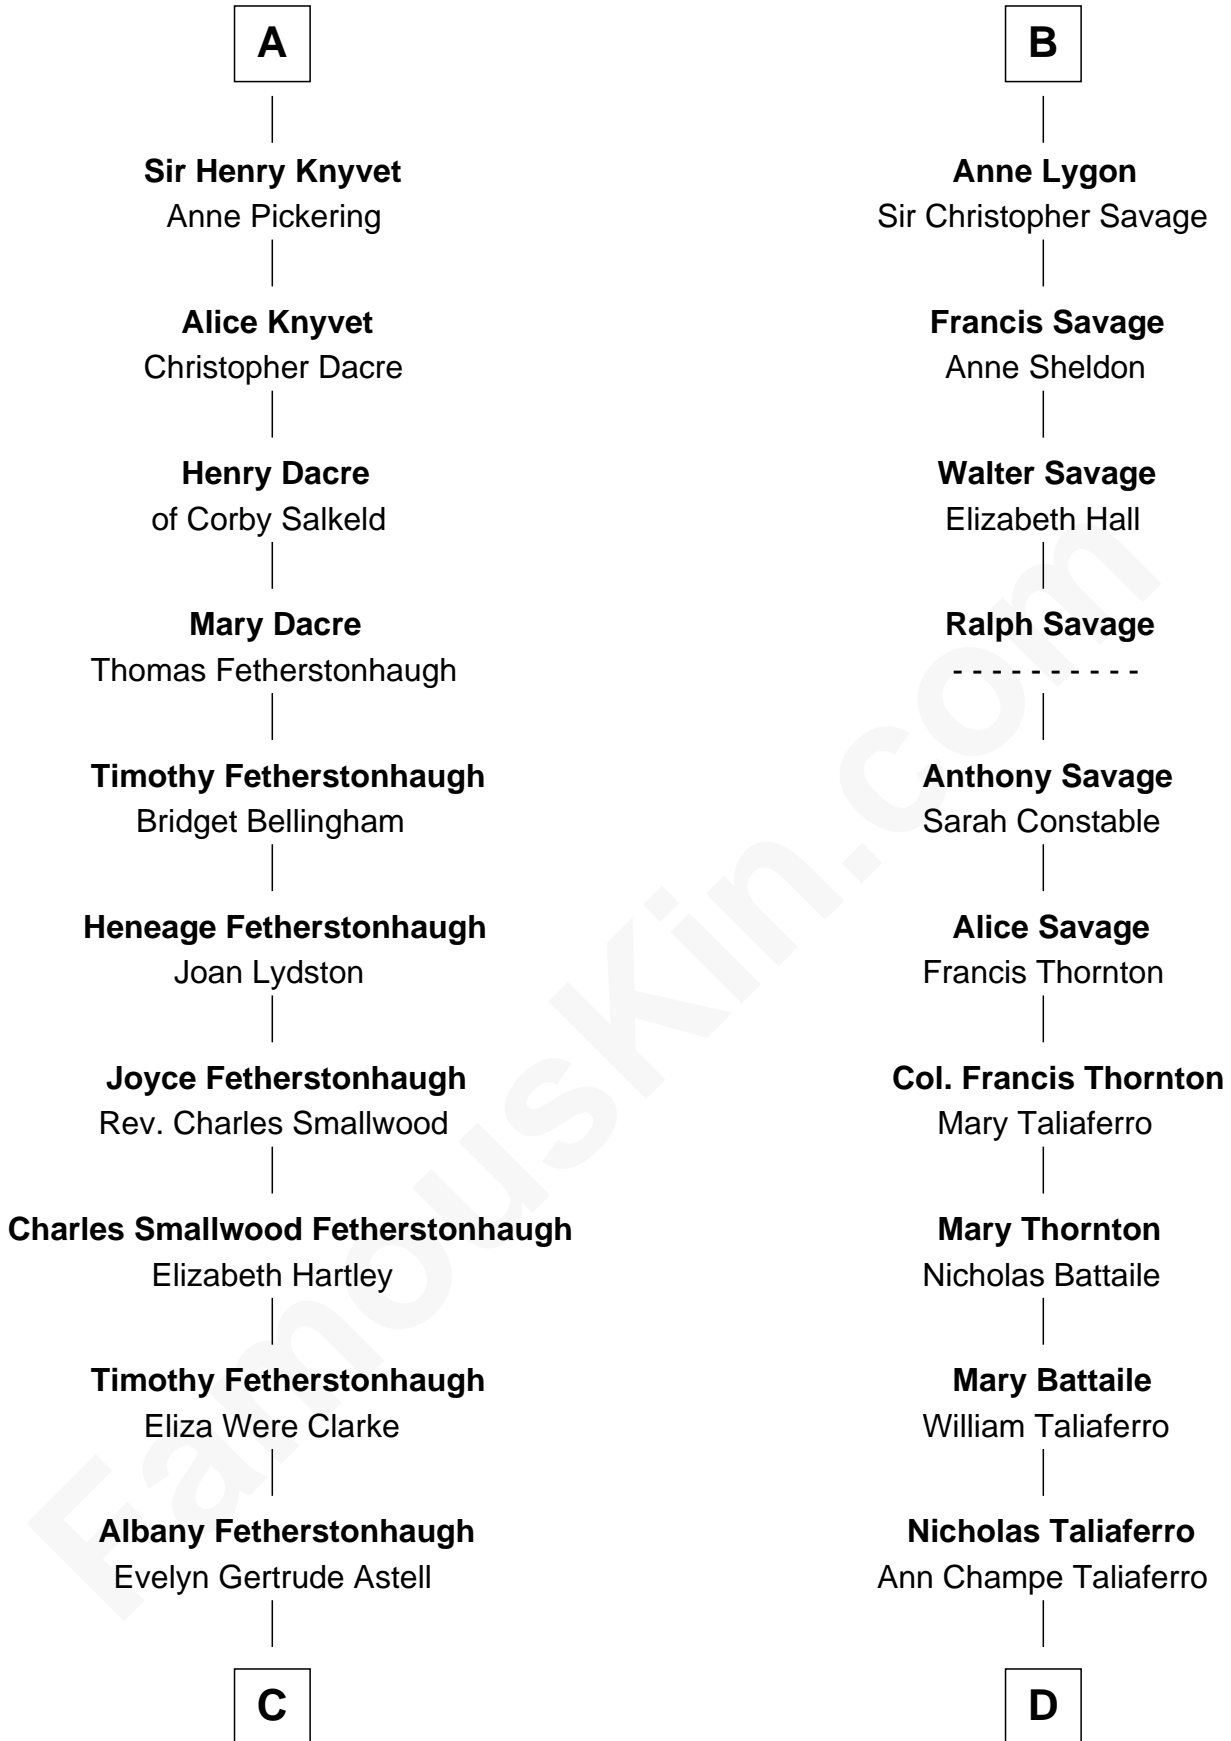 A
Sir Henry Knyvet
Anne Pickering
Alice Knyvet
Christopher Dacre
Henry Dacre
of Corby Salkeld
Mary Dacre
Thomas Fetherstonhaugh
Timothy Fetherstonhaugh
Bridget Bellingham
Heneage Fetherstonhaugh
Joan Lydston
Joyce Fetherstonhaugh
Rev. Charles Smallwood
Charles Smallwood Fetherstonhaugh
Elizabeth Hartley
Timothy Fetherstonhaugh
Eliza Were Clarke
Albany Fetherstonhaugh
Evelyn Gertrude Astell
C
B
Anne Lygon
Sir Christopher Savage
Francis Savage
Anne Sheldon
Walter Savage
Elizabeth Hall
Ralph Savage
- - - - - - - - - -
Anthony Savage
Sarah Constable
Alice Savage
Francis Thornton
Col. Francis Thornton
Mary Taliaferro
Mary Thornton
Nicholas Battaile
Mary Battaile
William Taliaferro
Nicholas Taliaferro
Ann Champe Taliaferro
D
FamousKin.com